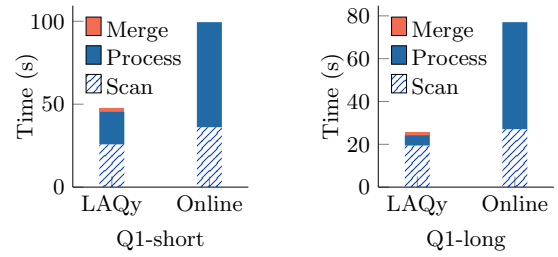 100
50
0
Time (s)
Merge
Process
Scan
LAQy Online
Q1-short
80
60
40
20
0
Time (s)
Merge
Process
Scan
LAQy Online
Q1-long